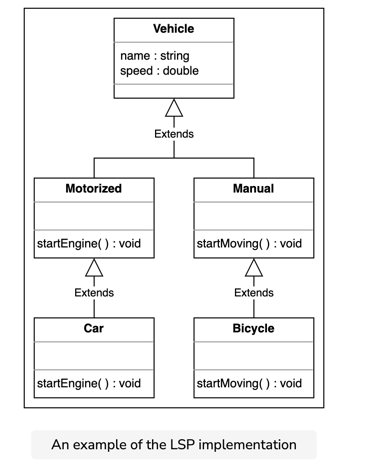 Vehicle
name : string
speed : double
Extends
Motorized
Manual
startEngine( ) : void
startMoving( ) : void
Extends
Extends
Car
Bicycle
startEngine( ) : void
startMoving( ) : void
An example of the LSP implementation